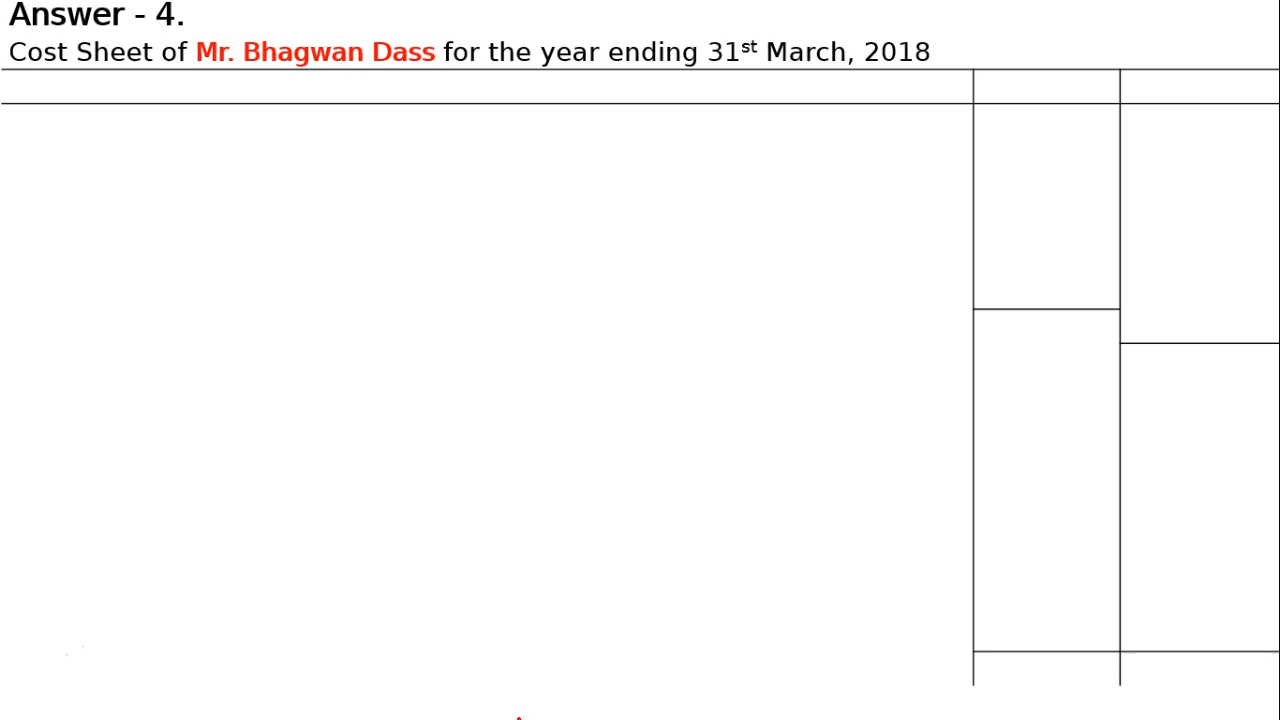 Answer - 4.
Cost Sheet of Mr. Bhagwan Dass for the year ending 31st March, 2018